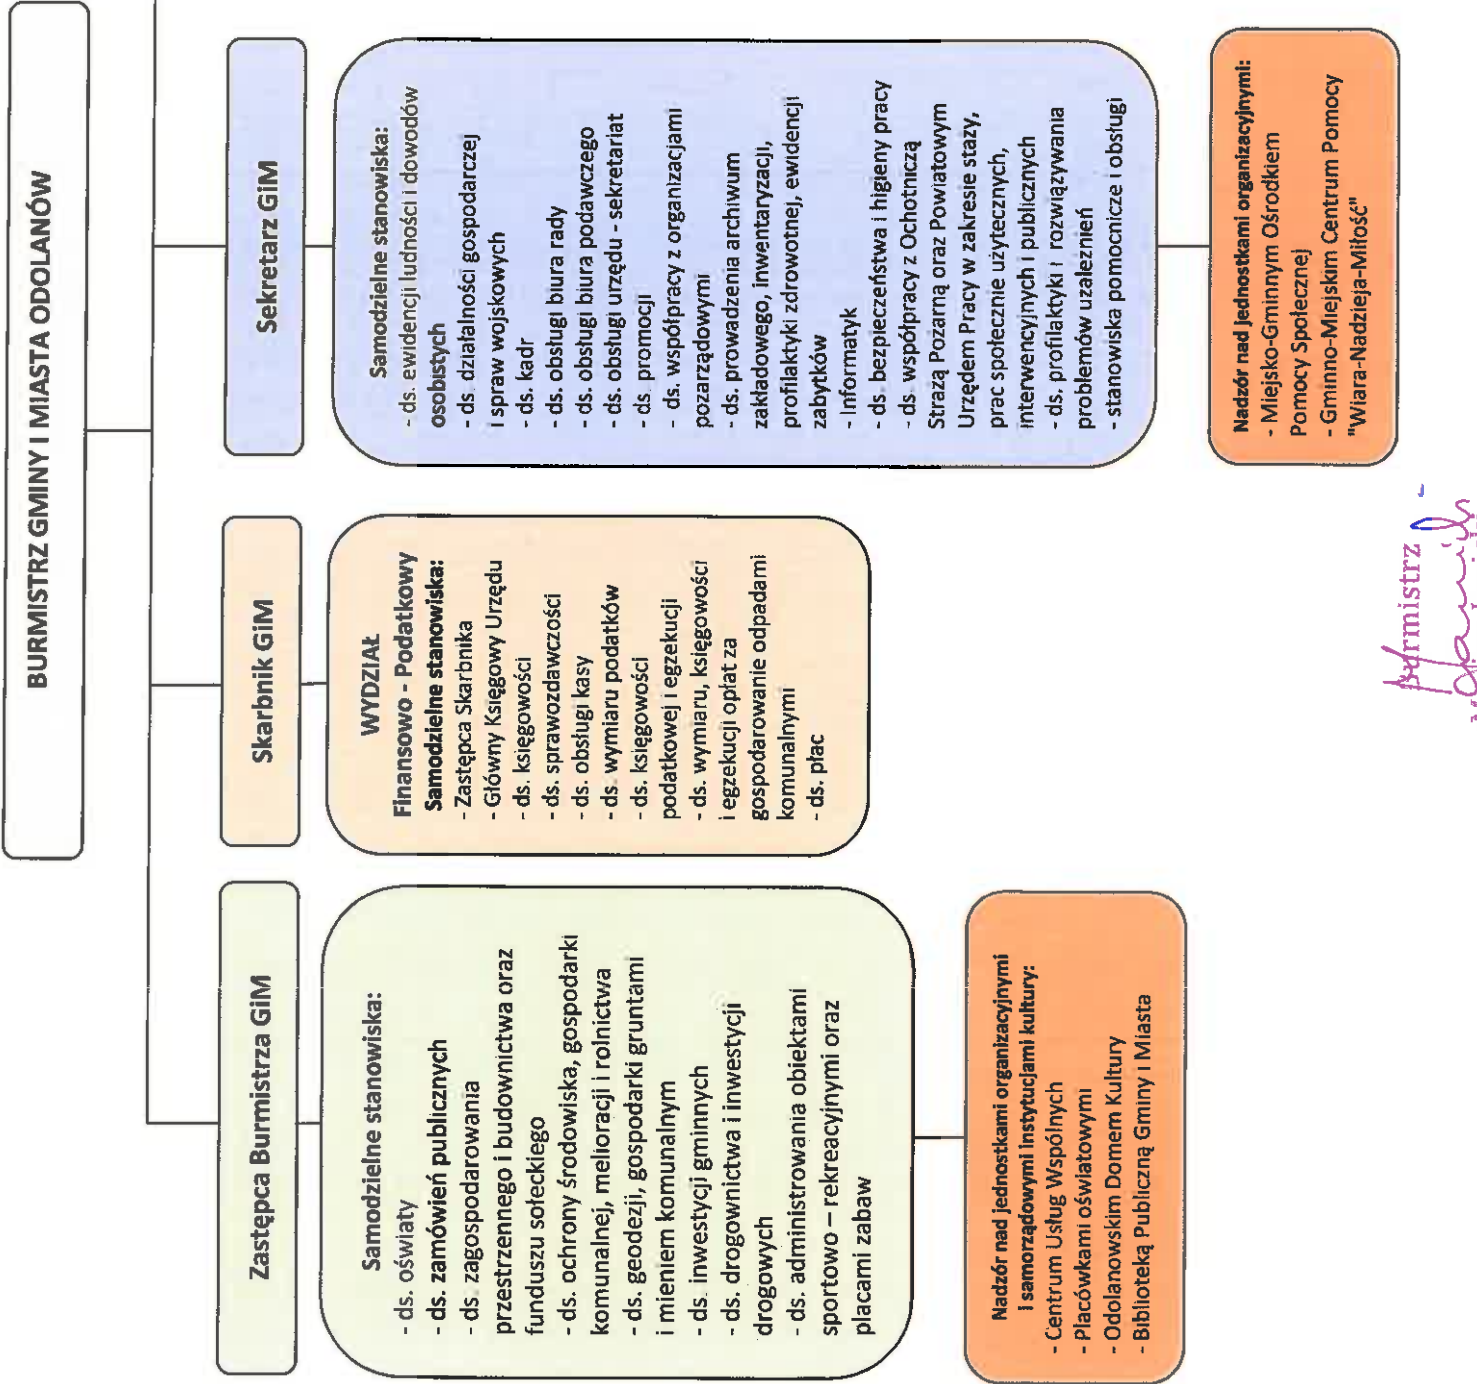 BURMISTRZ GMINY I MIASTA ODOLANÓW
Zastępca Burmistrza GiM
Samodzielne stanowiska:
- ds. oświaty
- ds. zamówień publicznych
- ds. zagospodarowania
przestrzennego i budownictwa oraz
funduszu sołeckiego
- ds. ochrony środowiska, gospodarki
komunalnej, melioracji i rolnictwa
- ds. geodezji, gospodarki gruntami
i mieniem komunalnym
- ds. inwestycji gminnych
- ds. drogownictwa i inwestycji
drogowych
- ds. administrowania obiektami
sportowo – rekreacyjnymi oraz
placami zabaw
Nadzór nad jednostkami organizacyjnymi
i samorządowymi instytucjami kultury:
- Centrum Usług Wspólnych
- Placówkami oświatowymi
- Odolanowskim Domem Kultury
- Biblioteką Publiczną Gminy i Miasta
Skarbnik GiM
WYDZIAŁ
Finansowo - Podatkowy
Samodzielne stanowiska:
- Zastępca Skarbnika
- Główny Księgowy Urzędu
- ds. księgowości
- ds. sprawozdawczości
- ds. obsługi kasy
- ds. wymiaru podatków
- ds. księgowości
podatkowej i egzekucji
- ds. wymiaru, księgowości
i egzekucji opłat za
gospodarowanie odpadami
komunalnymi
- ds. płac
Sekretarz GiM
Samodzielne stanowiska:
- ds. ewidencji ludności i dowodów
osobistych
- ds. działalności gospodarczej
i spraw wojskowych
- ds. kadr
- ds. obsługi biura rady
- ds. obsługi biura podawczego
- ds. obsługi urzędu - sekretariat
- ds. promocji
- ds. współpracy z organizacjami
pozarządowymi
- ds. prowadzenia archiwum
zakładowego, inwentaryzacji,
profilaktyki zdrowotnej, ewidencji
zabytków
- Informatyk
- ds. bezpieczeństwa i higieny pracy
- ds. współpracy z Ochotniczą
Strażą Pożarną oraz Powiatowym
Urzędem Pracy w zakresie staży,
prac społecznie użytecznych,
interwencyjnych i publicznych
- ds. profilaktyki i rozwiązywania
problemów uzależnień
- stanowiska pomocnicze i obsługi
Nadzór nad jednostkami organizacyjnymi:
- Miejsko-Gminnym Ośrodkiem
Pomocy Społecznej
- Gminno-Miejskim Centrum Pomocy
"Wiara-Nadzieja-Miłość"
Burmistrz